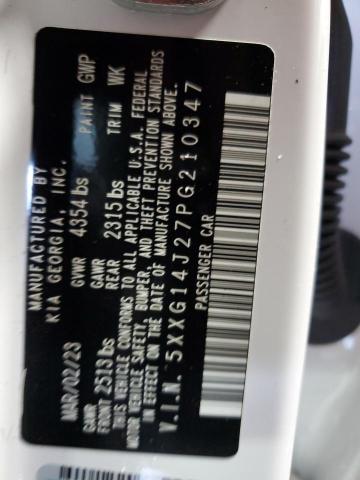 MANUFACTURED BY
KIA GEORGIA, INC.
MAR/02/23 GVWR 4354 lbs PAINT GWP
GAWR FRONT 2513 lbs GAWR REAR 2315 lbs TRIM WK
THIS VEHICLE CONFORMS TO ALL APPLICABLE U.S.A. FEDERAL
MOTOR VEHICLE SAFETY, BUMPER, AND THEFT PREVENTION STANDARDS
IN EFFECT ON THE DATE OF MANUFACTURE SHOWN ABOVE.
V.I.N. 5XXG14J27PG210347
PASSENGER CAR